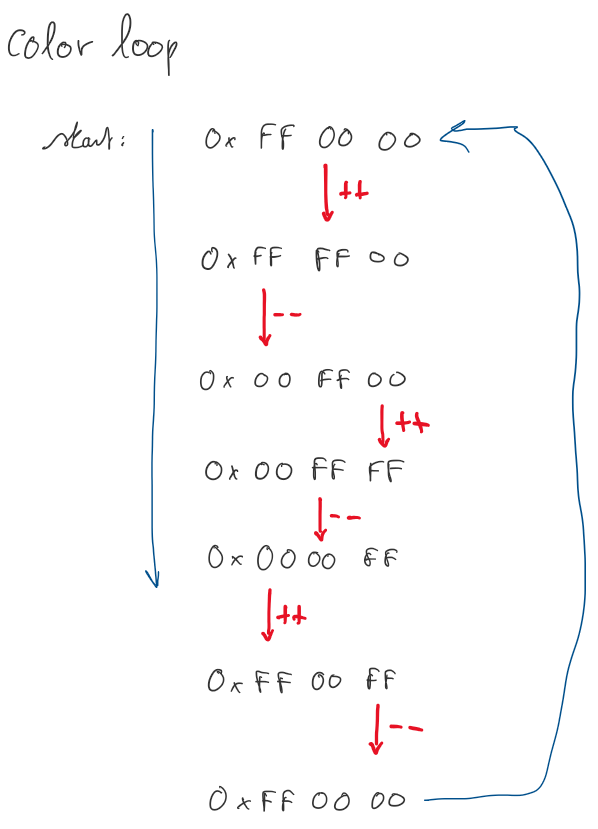 color loop
start: 0x FF 00 00
++
0x FF FF 00
--
0x 00 FF 00
++
0x 00 FF FF
--
0x 00 00 FF
++
0x FF 00 FF
--
0x FF 00 00